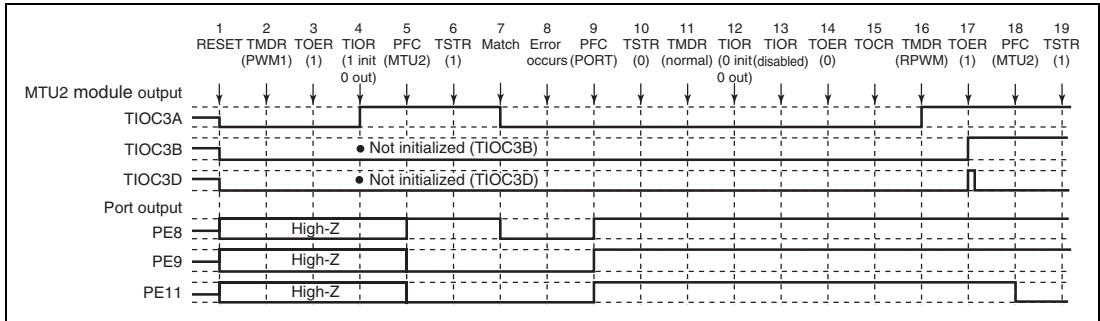 1 2 3 4 5 6 7 8 9 10 11 12 13 14 15 16 17 18 19
RESET TMDR TOER TIOR PFC TSTR Match Error PFC TSTR TMDR TIOR TIOR TOER TOCR TMDR TOER PFC TSTR
(PWM1) (1) (1 init (MTU2) (1) occurs (PORT) (0) (normal) (0 init (disabled) (0) (RPWM) (1) (MTU2) (1)
0 out) 0 out)
MTU2 module output
TIOC3A
TIOC3B • Not initialized (TIOC3B)
TIOC3D • Not initialized (TIOC3D)
Port output
PE8 High-Z
PE9 High-Z
PE11 High-Z